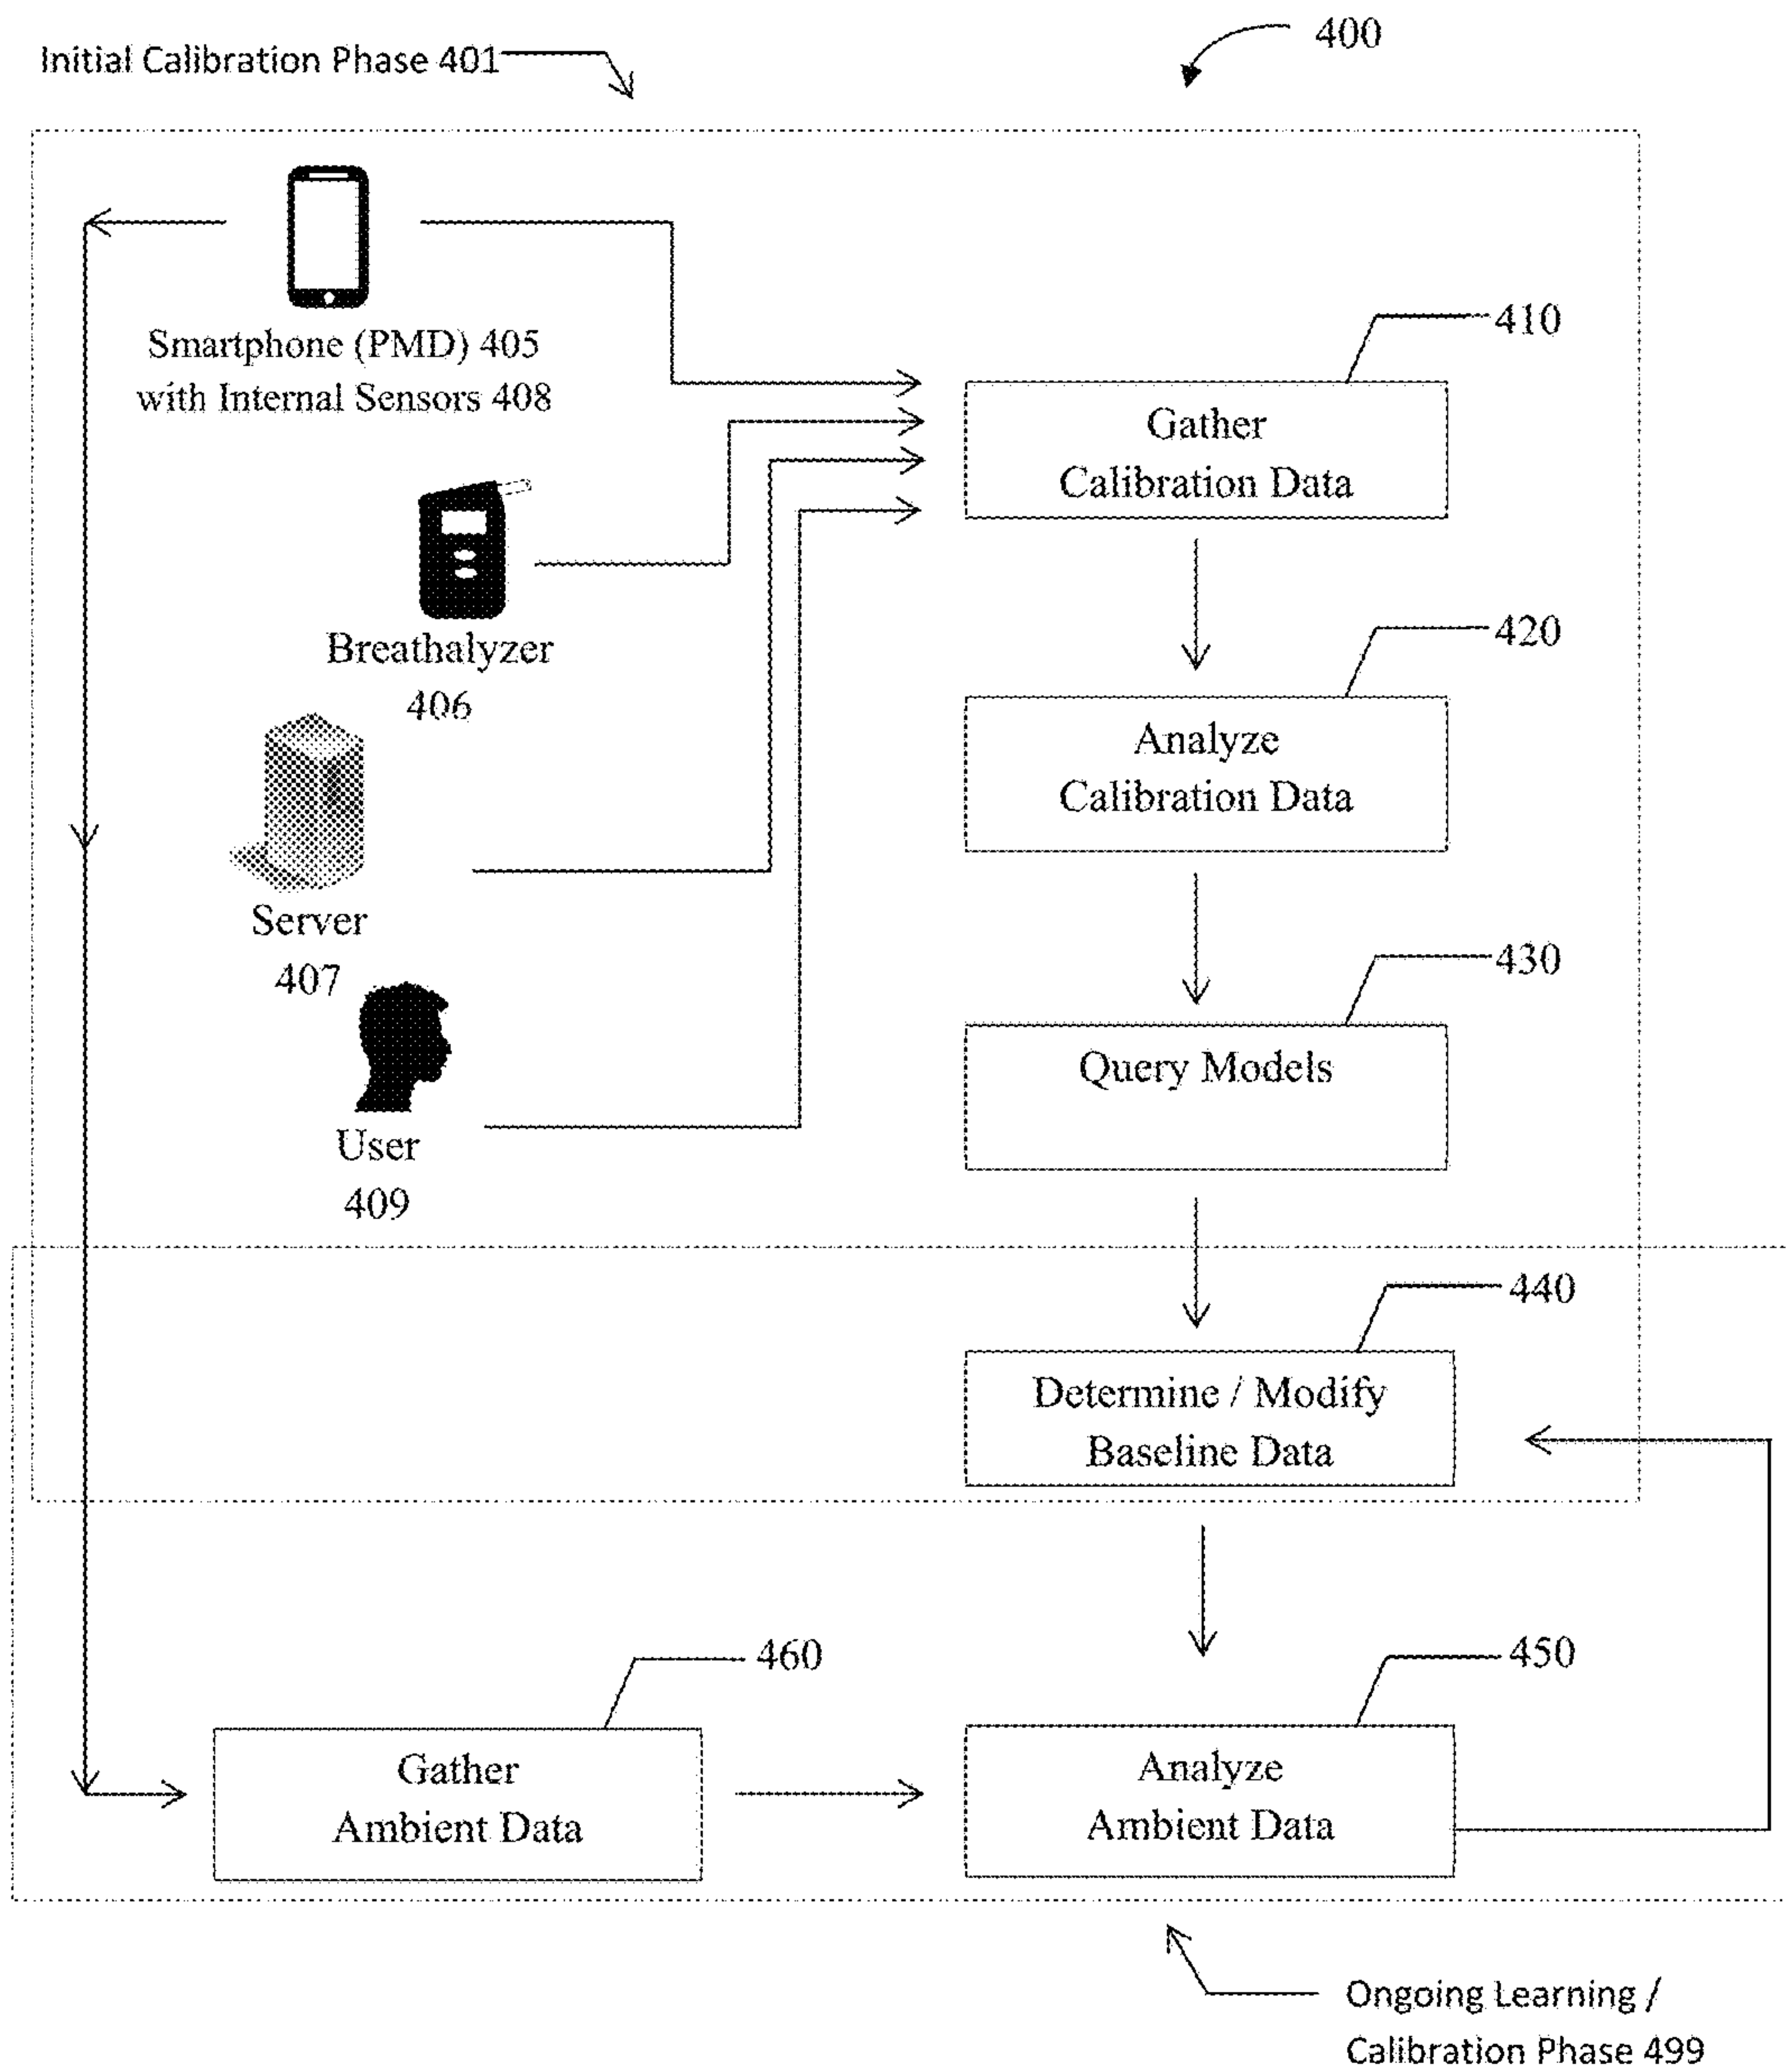 400
Initial Calibration Phase 401
Smartphone (PMD) 405
with Internal Sensors 408
410
Gather
Calibration Data
Breathalyzer
406
420
Analyze
Calibration Data
Server
407
430
Query Models
User
409
440
Determine / Modify
Baseline Data
460
Gather
Ambient Data
450
Analyze
Ambient Data
Ongoing Learning /
Calibration Phase 499